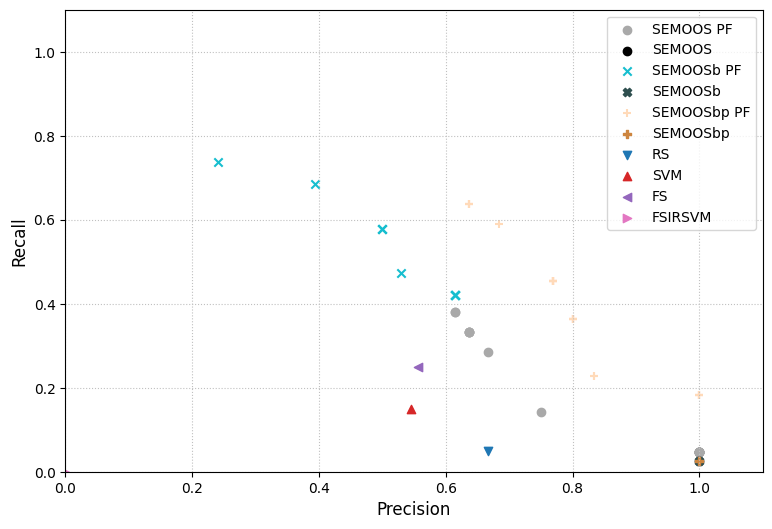 SEMOOS PF
SEMOOS
SEMOOSb PF
SEMOOSb
SEMOOSbp PF
SEMOOSbp
RS
SVM
FS
FSIRSVM
1.0
0.8
0.6
0.4
0.2
0.0
Recall
0.0 0.2 0.4 0.6 0.8 1.0
Precision